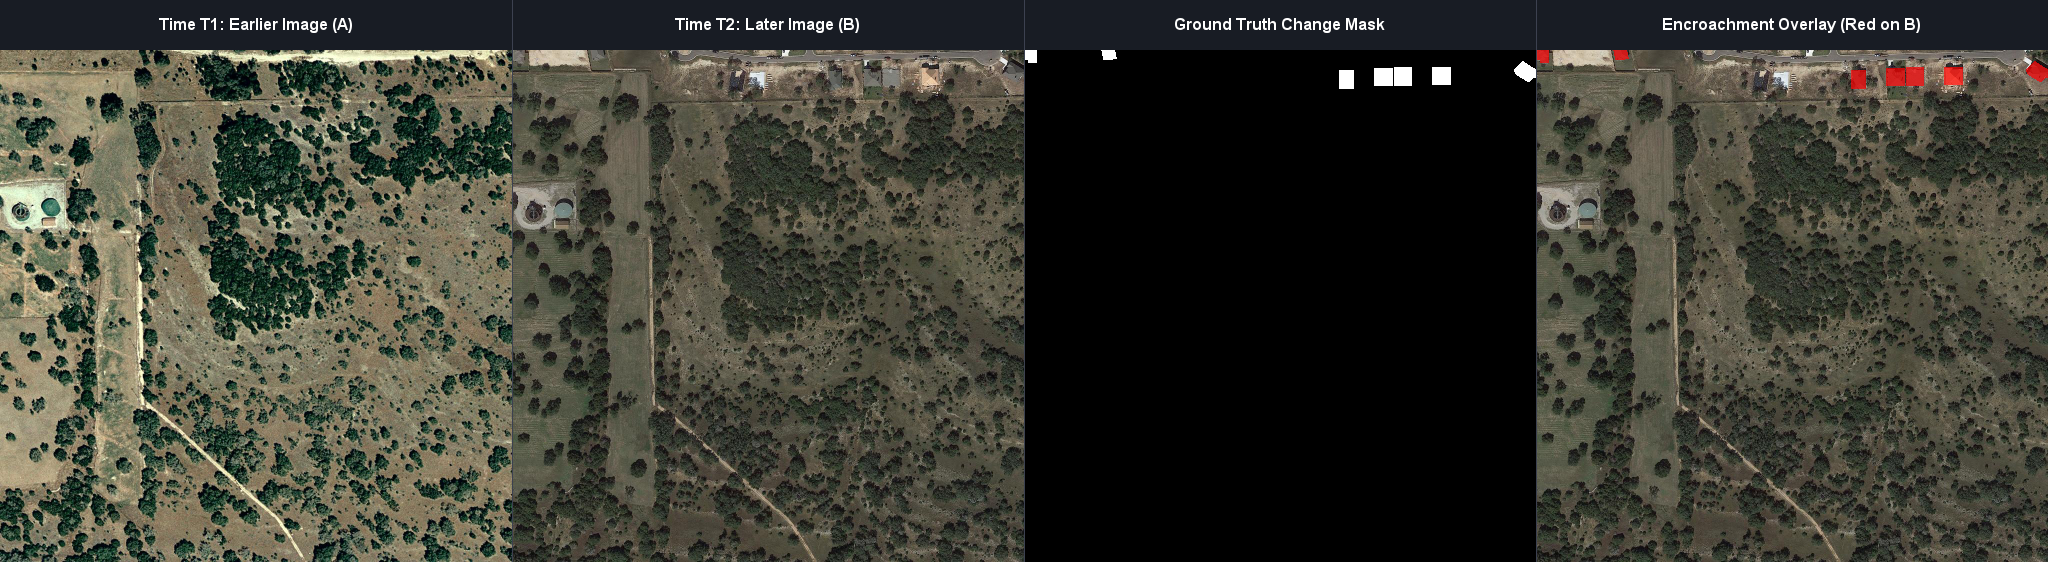 Time T1: Earlier Image (A)
Time T2: Later Image (B)
Ground Truth Change Mask
Encroachment Overlay (Red on B)